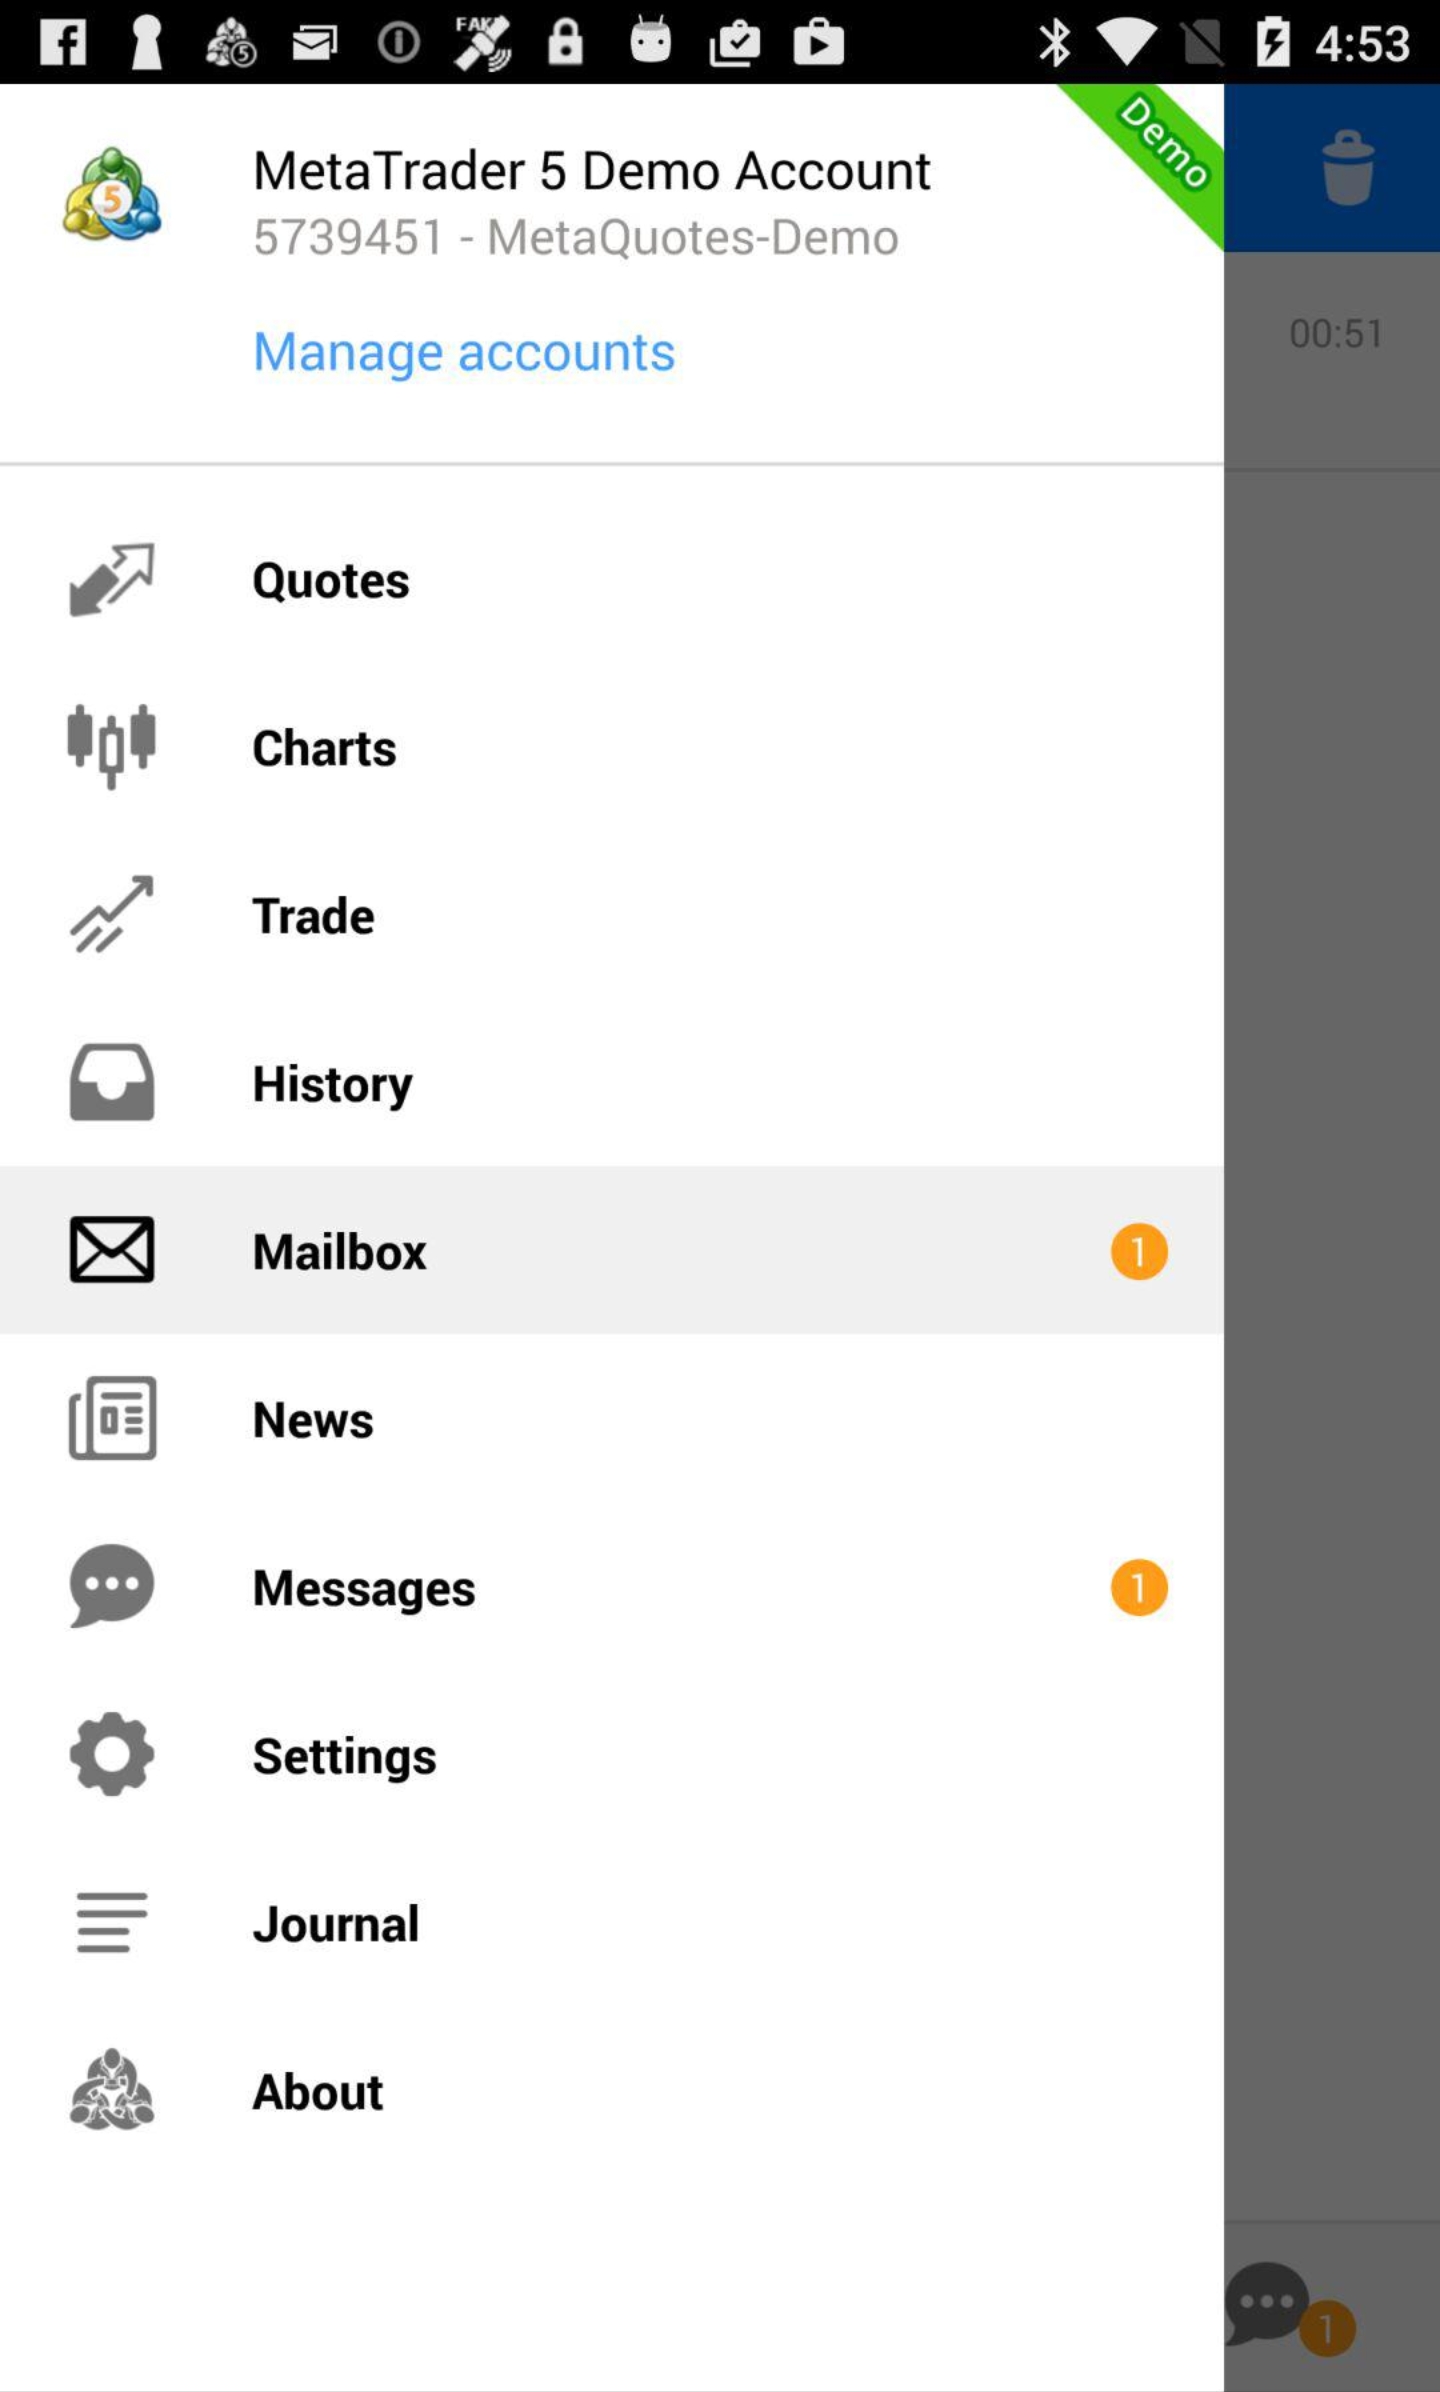 FAKE
4:53
Demo
5
MetaTrader 5 Demo Account
5739451 - MetaQuotes-Demo
Manage accounts
00:51
Quotes
Charts
Trade
History
Mailbox
1
News
Messages
1
Settings
Journal
About
1